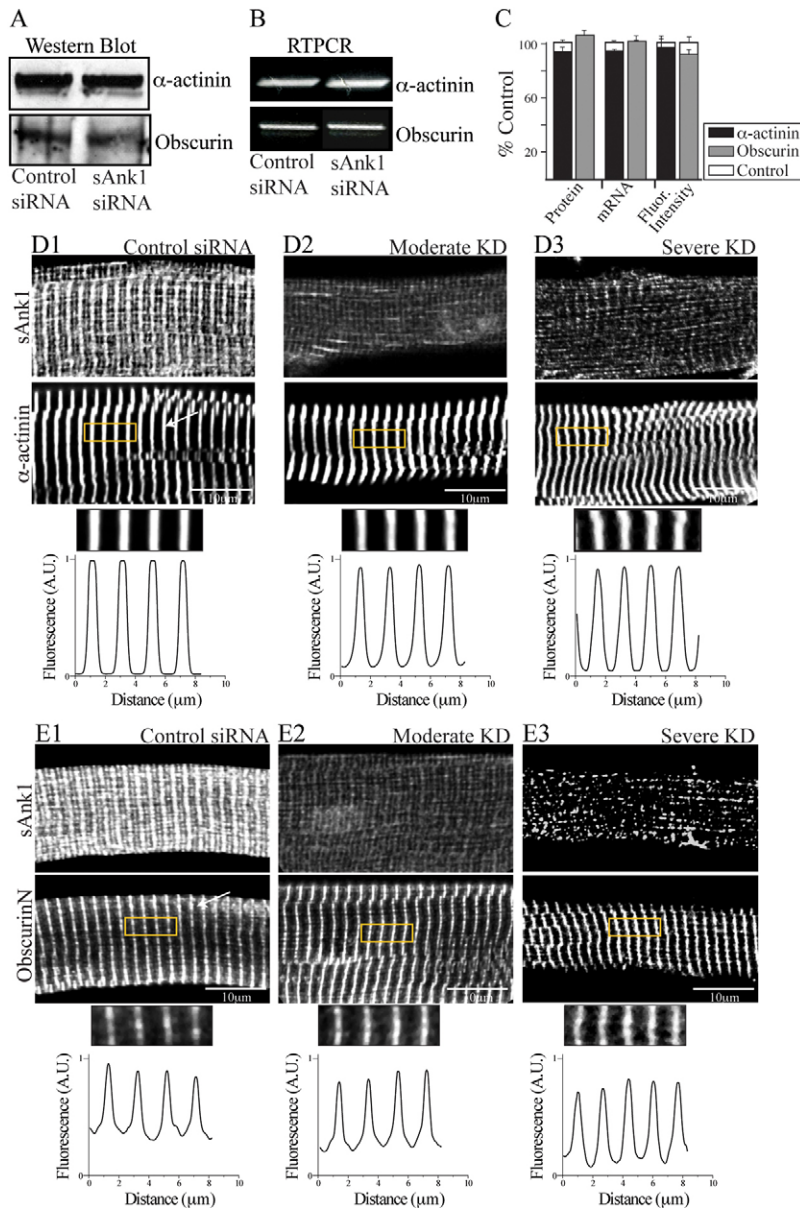 A
Western Blot
α-actinin
Obscurin
Control siRNA
sAnk1 siRNA
B
RTPCR
α-actinin
Obscurin
Control siRNA
sAnk1 siRNA
C
% Control
100
60
20
Protein
mRNA
Fluor. Intensity
α-actinin
Obscurin
Control
D1
Control siRNA
D2
Moderate KD
D3
Severe KD
sAnk1
α-actinin
10μm
10μm
10μm
Fluorescence (A.U.)
1
0
0 2 4 6 8 10
Distance (μm)
Fluorescence (A.U.)
1
0
0 2 4 6 8 10
Distance (μm)
Fluorescence (A.U.)
1
0
0 2 4 6 8 10
Distance (μm)
E1
Control siRNA
E2
Moderate KD
E3
Severe KD
sAnk1
ObscurinN
10μm
0μm
10μm
Fluorescence (A.U.)
1
0
0 2 4 6 8 10
Distance (μm)
Fluorescence (A.U.)
1
0
0 2 4 6 8 10
Distance (μm)
Fluorescence (A.U.)
1
0
0 2 4 6 8 10
Distance (μm)